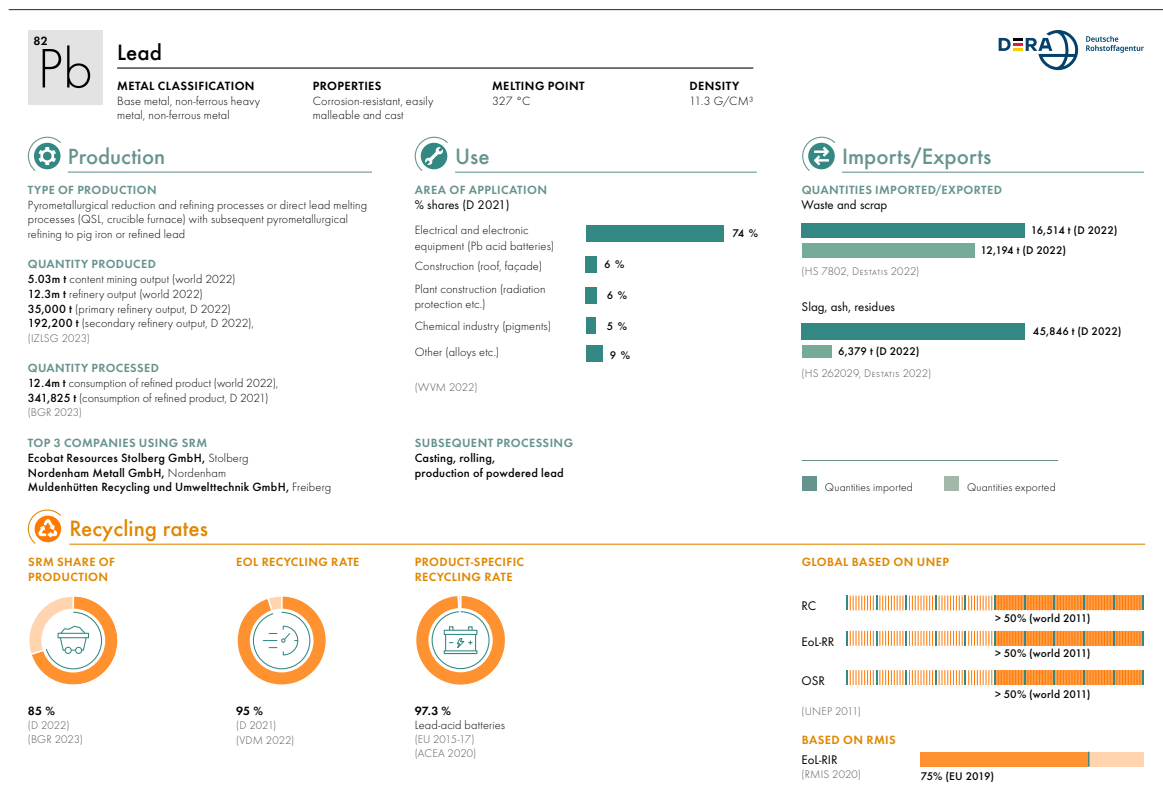 82
Pb
Lead
DERA
Deutsche
Rohstoffagentur
METAL CLASSIFICATION
Base metal, non-ferrous heavy
metal, non-ferrous metal
PROPERTIES
Corrosion-resistant, easily
malleable and cast
MELTING POINT
327 °C
DENSITY
11.3 G/CM³
Production
TYPE OF PRODUCTION
Pyrometallurgical reduction and refining processes or direct lead melting
processes (QSL, crucible furnace) with subsequent pyrometallurgical
refining to pig iron or refined lead
QUANTITY PRODUCED
5.03m t content mining output (world 2022)
12.3m t refinery output (world 2022)
35,000 t (primary refinery output, D 2022)
192,200 t (secondary refinery output, D 2022),
(IZLSG 2023)
QUANTITY PROCESSED
12.4m t consumption of refined product (world 2022),
341,825 t (consumption of refined product, D 2021)
(BGR 2023)
TOP 3 COMPANIES USING SRM
Ecobat Resources Stolberg GmbH, Stolberg
Nordenham Metall GmbH, Nordenham
Muldenhütten Recycling und Umwelttechnik GmbH, Freiberg
Use
AREA OF APPLICATION
% shares (D 2021)
Electrical and electronic
equipment (Pb acid batteries)
74 %
Construction (roof, façade)
6 %
Plant construction (radiation
protection etc.)
6 %
Chemical industry (pigments)
5 %
Other (alloys etc.)
9 %
(WVM 2022)
SUBSEQUENT PROCESSING
Casting, rolling,
production of powdered lead
Imports/Exports
QUANTITIES IMPORTED/EXPORTED
Waste and scrap
16,514 t (D 2022)
12,194 t (D 2022)
(HS 7802, Destatis 2022)
Slag, ash, residues
45,846 t (D 2022)
6,379 t (D 2022)
(HS 262029, Destatis 2022)
Quantities imported
Quantities exported
Recycling rates
SRM SHARE OF
PRODUCTION
85 %
(D 2022)
(BGR 2023)
EOL RECYCLING RATE
95 %
(D 2021)
(VDM 2022)
PRODUCT-SPECIFIC
RECYCLING RATE
97.3 %
Lead-acid batteries
(EU 2015-17)
(ACEA 2020)
GLOBAL BASED ON UNEP
RC
> 50% (world 2011)
EoL-RR
> 50% (world 2011)
OSR
> 50% (world 2011)
(UNEP 2011)
BASED ON RMIS
EoL-RIR
(RMIS 2020)
75% (EU 2019)